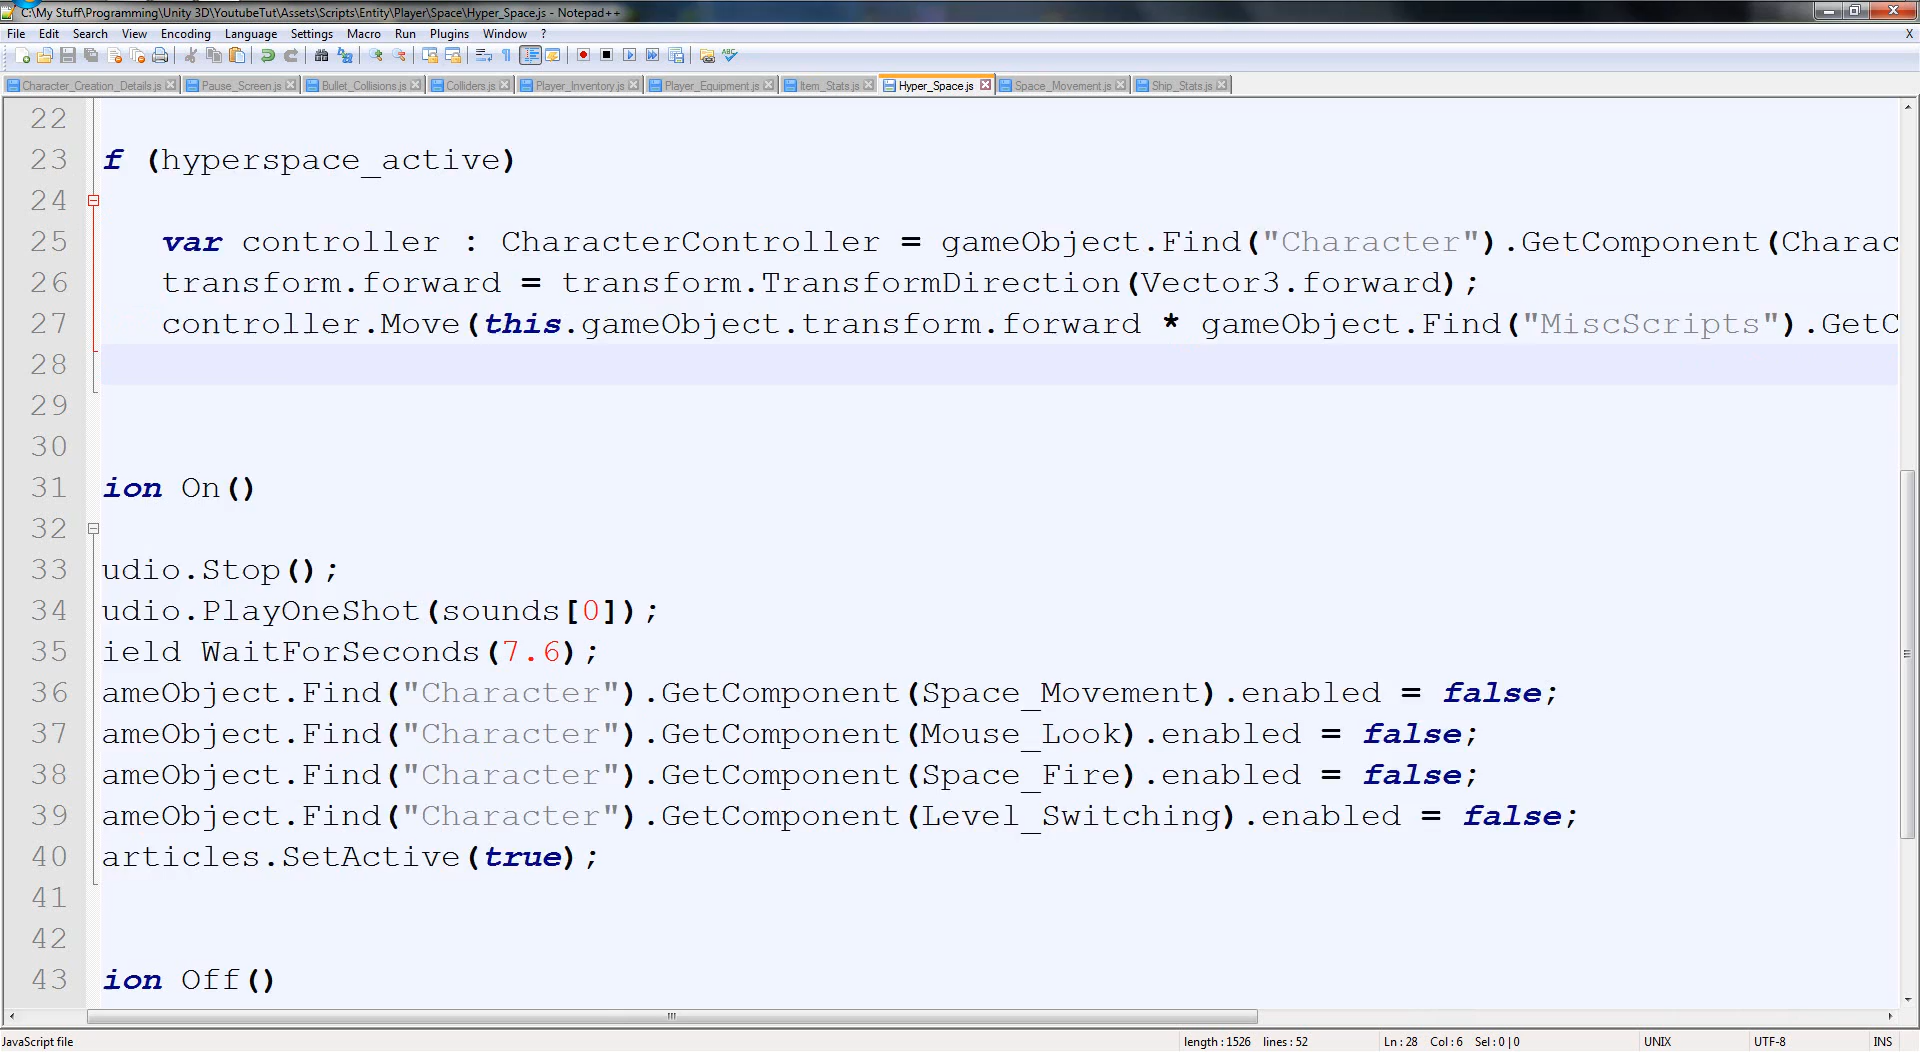 C:\My Stuff\Programming\Unity 3D\YoutubeTut\Assets\Scripts\Entity\Player\Space\Hyper_Space.js - Notepad++
File Edit Search View Encoding Language Settings Macro Run Plugins Window ? X
Character_Creation_Details.js Pause_Screen.js Bullet_Collisions.js Colliders.js Player_Inventory.js Player_Equipment.js Item_Stats.js Hyper_Space.js Space_Movement.js Ship_Stats.js
22
23 f (hyperspace_active)
24
25 var controller : CharacterController = gameObject.Find("Character").GetComponent(Charac
26 transform.forward = transform.TransformDirection(Vector3.forward);
27 controller.Move(this.gameObject.transform.forward * gameObject.Find("MiscScripts").GetC
28
29
30
31 ion On()
32
33 udio.Stop();
34 udio.PlayOneShot(sounds[0]);
35 ield WaitForSeconds(7.6);
36 ameObject.Find("Character").GetComponent(Space_Movement).enabled = false;
37 ameObject.Find("Character").GetComponent(Mouse_Look).enabled = false;
38 ameObject.Find("Character").GetComponent(Space_Fire).enabled = false;
39 ameObject.Find("Character").GetComponent(Level_Switching).enabled = false;
40 articles.SetActive(true);
41
42
43 ion Off()
JavaScript file length : 1526 lines : 52 Ln : 28 Col : 6 Sel : 0 | 0 UNIX UTF-8 INS